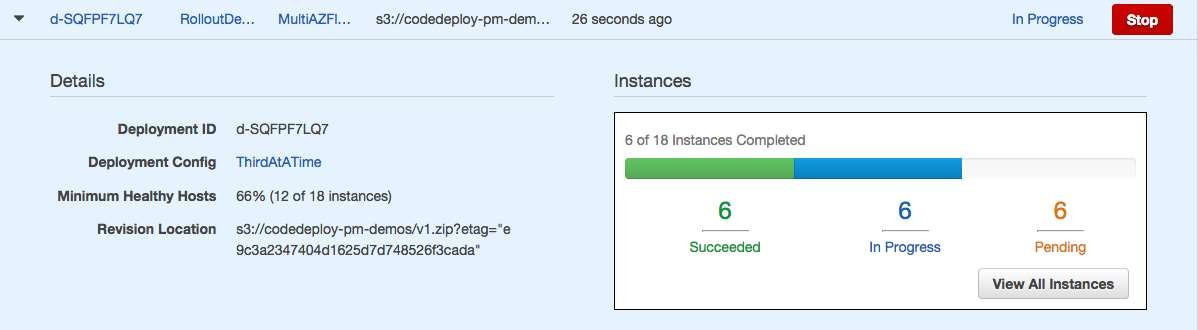 d-SQFPF7LQ7 RolloutDe... MultiAZFl... s3://codedeploy-pm-dem... 26 seconds ago In Progress Stop
Details
Deployment ID d-SQFPF7LQ7
Deployment Config ThirdAtATime
Minimum Healthy Hosts 66% (12 of 18 instances)
Revision Location s3://codedeploy-pm-demos/v1.zip?etag="e
9c3a2347404d1625d7d748526f3cada"
Instances
6 of 18 Instances Completed
6 6 6
Succeeded In Progress Pending
View All Instances